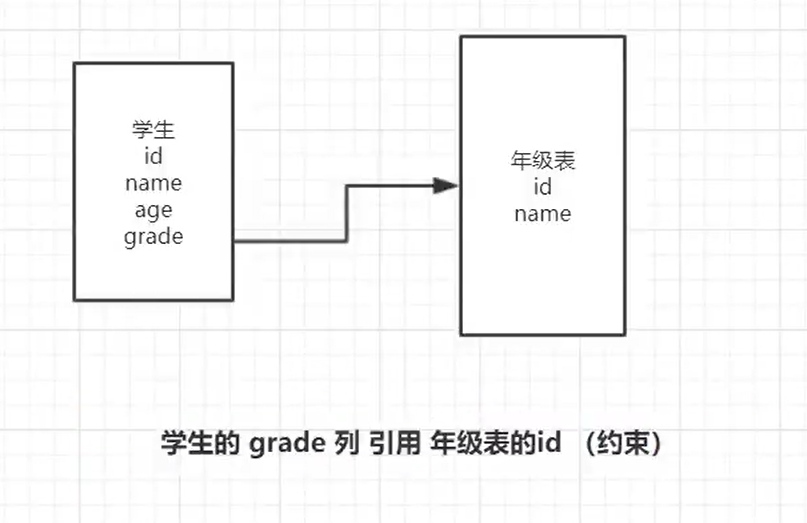 学生
id
name
age
grade
年级表
id
name
学生的 grade 列 引用 年级表的id （约束）